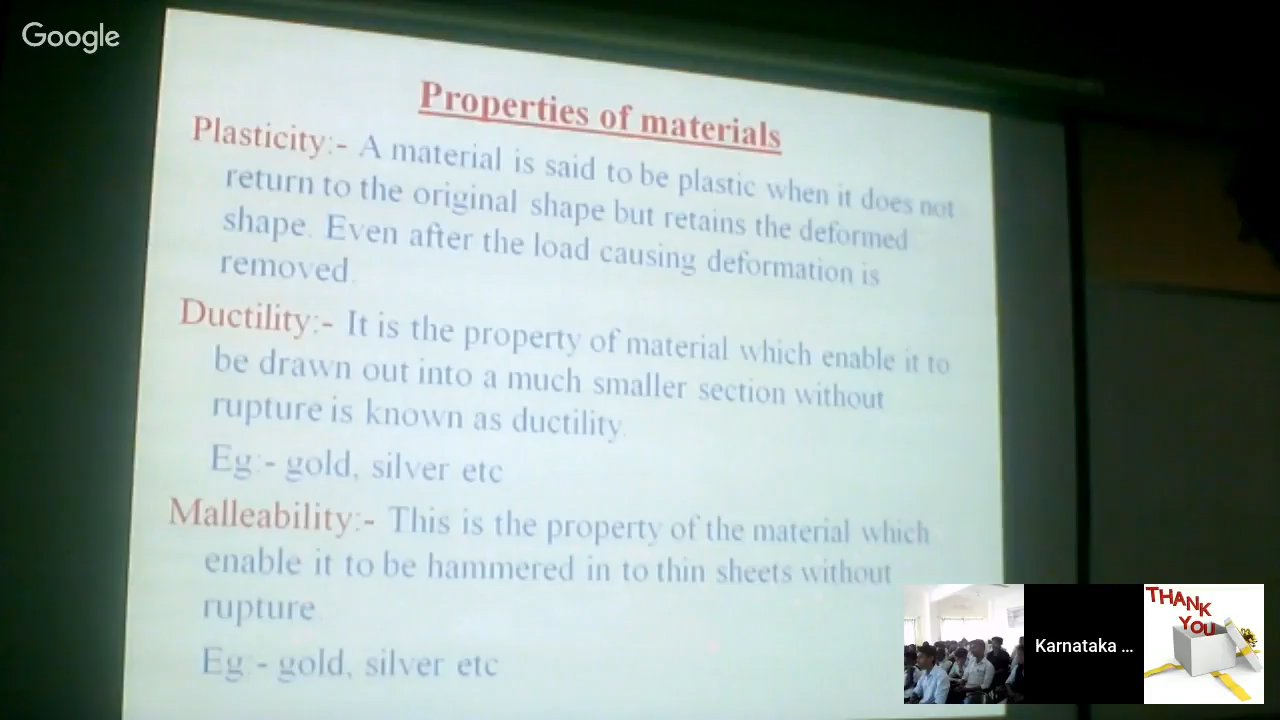 Google
Properties of materials
Plasticity:- A material is said to be plastic when it does not
return to the original shape but retains the deformed
shape. Even after the load causing deformation is
removed.
Ductility:- It is the property of material which enable it to
be drawn out into a much smaller section without
rupture is known as ductility.
Eg:- gold, silver etc
Malleability:- This is the property of the material which
enable it to be hammered in to thin sheets without
rupture
Eg:- gold, silver etc
Karnataka ...
THANK
YOU